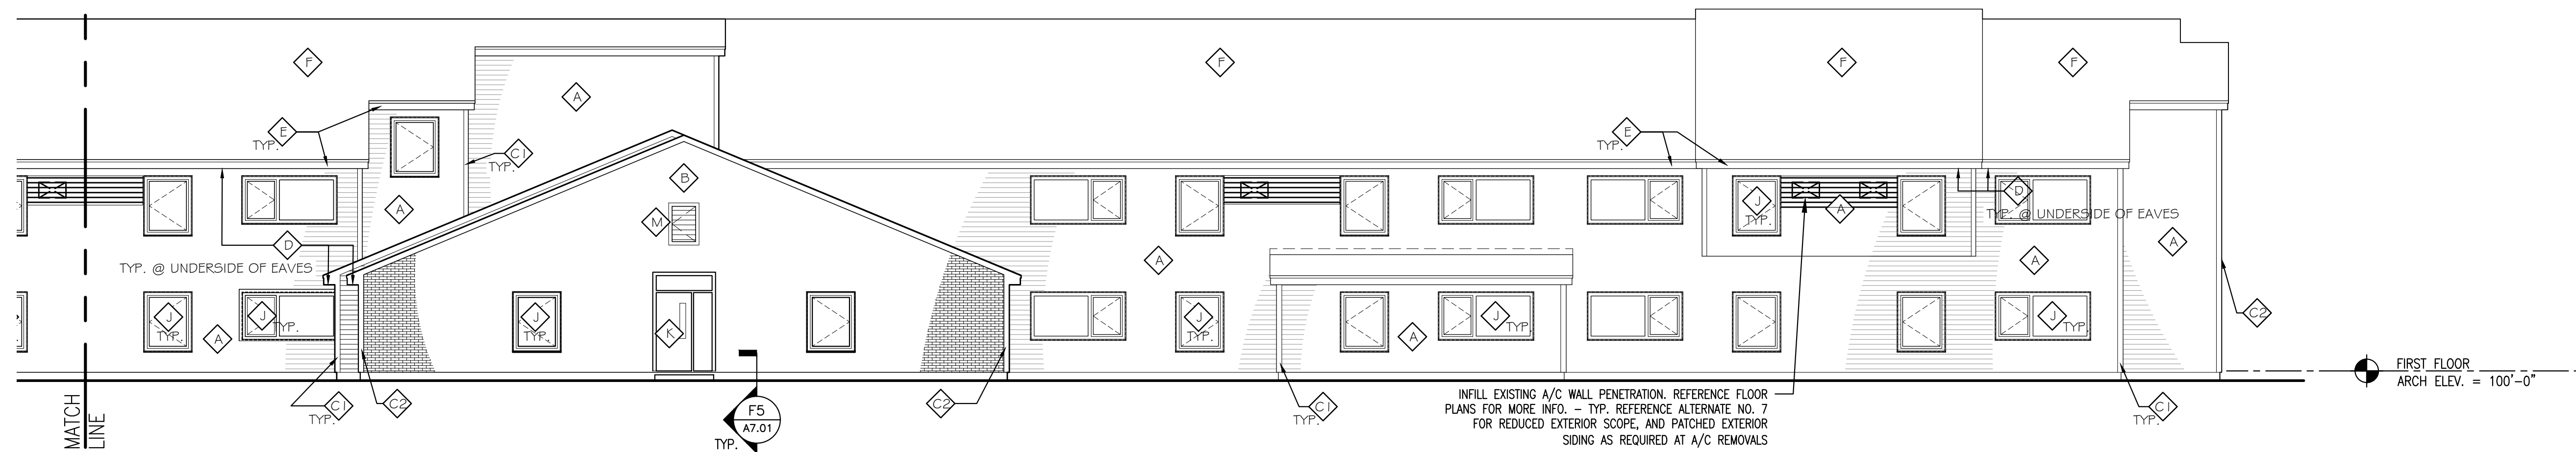 F
F
F
F
A
E
TYP.
E
TYP.
C1
TYP.
B
A
M
J
TYP.
A
D
TYP. @ UNDERSIDE OF EAVES
A
D
TYP. @ UNDERSIDE OF EAVES
A
A
A
J
TYP.
J
TYP.
A
J
TYP.
K
J
TYP.
J
TYP.
A
J
TYP.
C2
MATCH
LINE
C1
TYP.
C2
F5
A7.01
TYP.
C2
C1
TYP.
INFILL EXISTING A/C WALL PENETRATION. REFERENCE FLOOR
PLANS FOR MORE INFO. – TYP. REFERENCE ALTERNATE NO. 7
FOR REDUCED EXTERIOR SCOPE, AND PATCHED EXTERIOR
SIDING AS REQUIRED AT A/C REMOVALS
C1
TYP.
FIRST FLOOR
ARCH ELEV. = 100'-0"